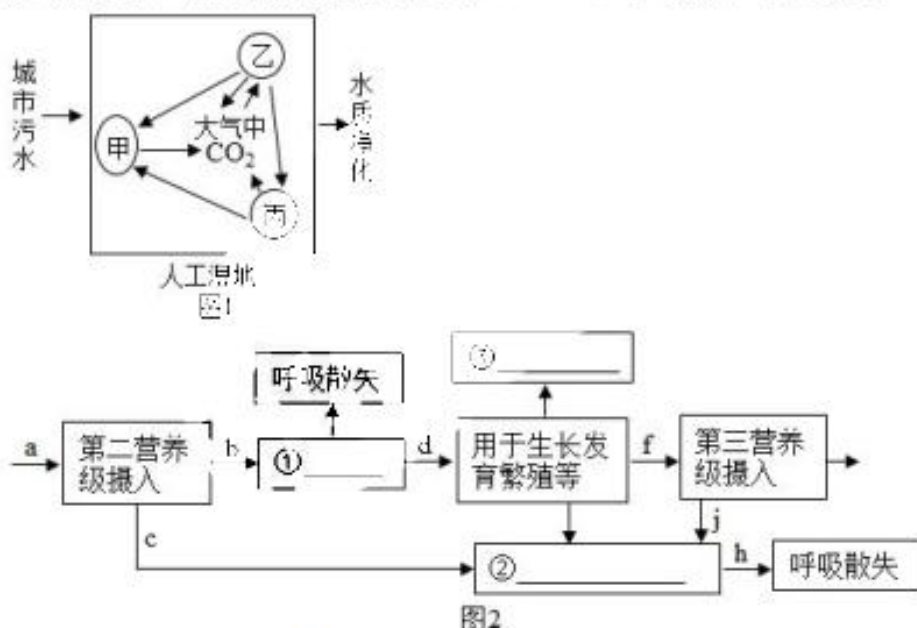 乙
城市污水
大气中
CO₂
甲
水质净化
丙
人工湿地
图1
③
呼吸散失
a
第二营养级摄入
b
①
d
用于生长发育繁殖等
f
第三营养级摄入
c
j
②
h
呼吸散失
图2